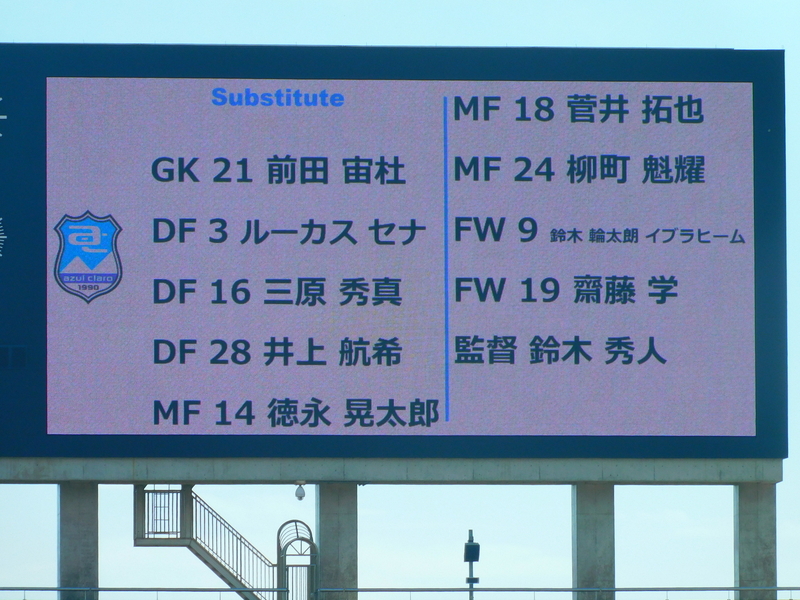 Substitute
GK 21 前田 宙杜
DF 3 ルーカス セナ
DF 16 三原 秀真
DF 28 井上 航希
MF 14 徳永 晃太郎
MF 18 菅井 拓也
MF 24 柳町 魁耀
FW 9 鈴木 輪太朗 イブラヒーム
FW 19 齋藤 学
監督 鈴木 秀人
azul claro
1990